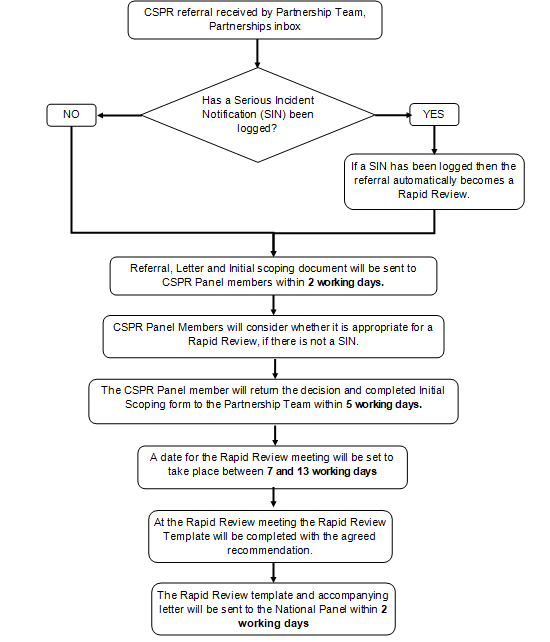 CSPR referral received by Partnership Team,
Partnerships inbox
Has a Serious Incident
Notification (SIN) been
logged?
NO
YES
If a SIN has been logged then the
referral automatically becomes a
Rapid Review.
Referral, Letter and Initial scoping document will be sent to
CSPR Panel members within 2 working days.
CSPR Panel Members will consider whether it is appropriate for a
Rapid Review, if there is not a SIN.
The CSPR Panel member will return the decision and completed Initial
Scoping form to the Partnership Team within 5 working days.
A date for the Rapid Review meeting will be set to
take place between 7 and 13 working days
At the Rapid Review meeting the Rapid Review
Template will be completed with the agreed
recommendation.
The Rapid Review template and accompanying
letter will be sent to the National Panel within 2
working days